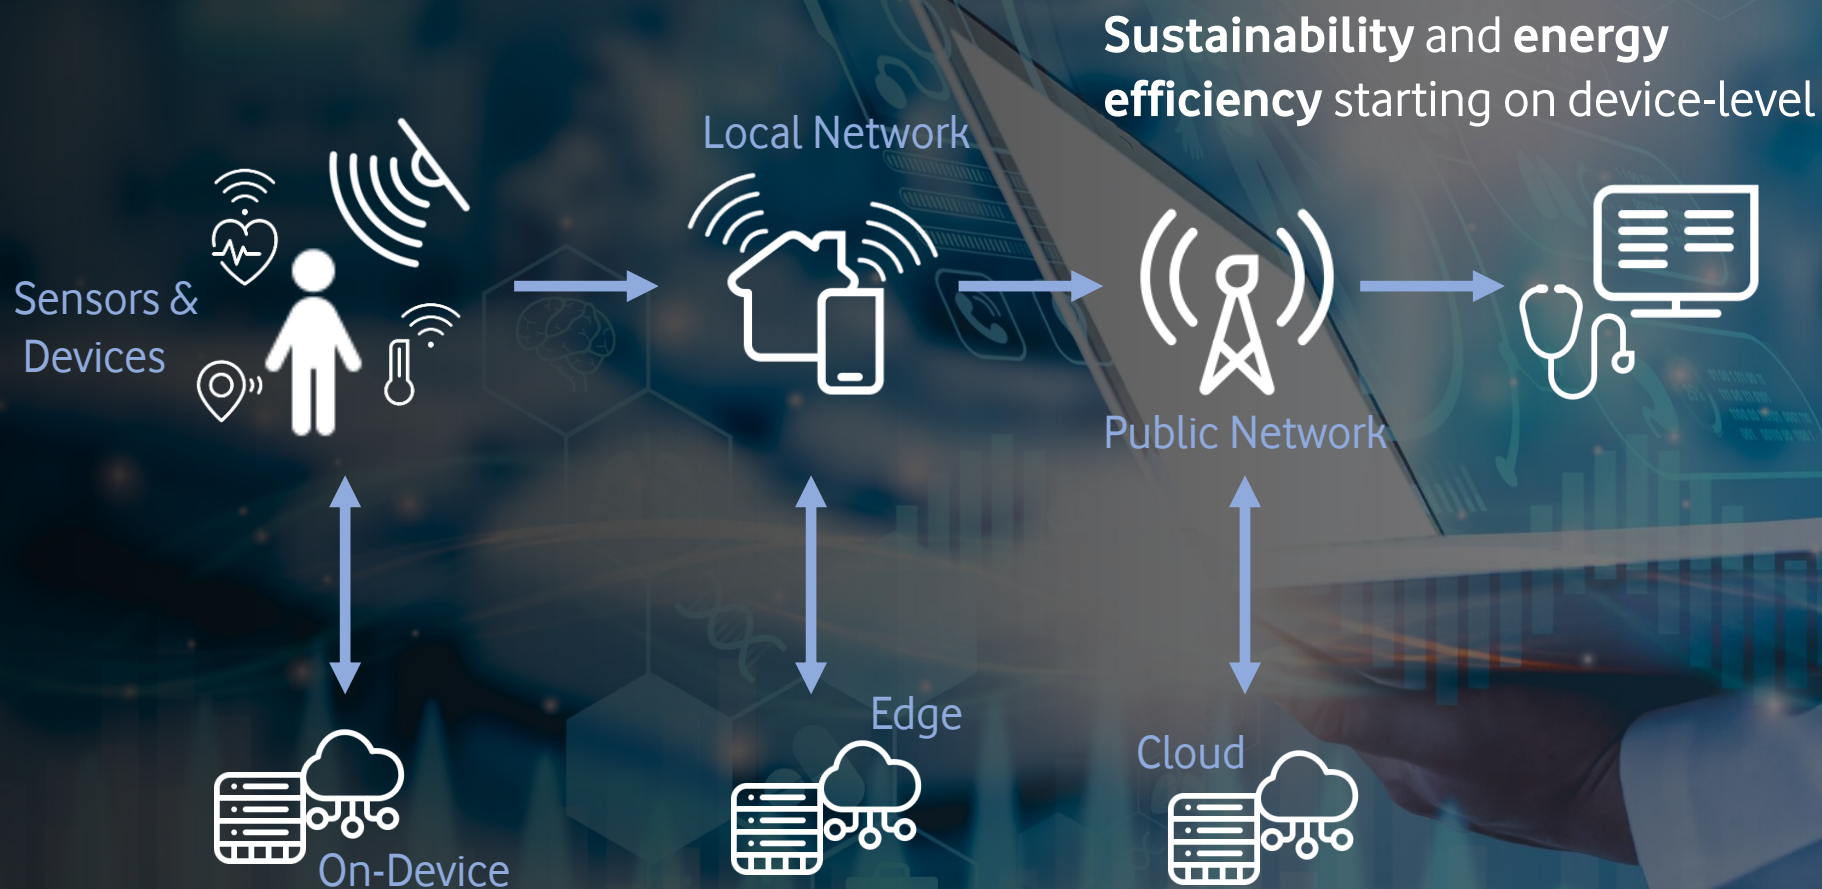 Sustainability and energy
efficiency starting on device-level
Local Network
Sensors &
Devices
Public Network
Edge
Cloud
On-Device